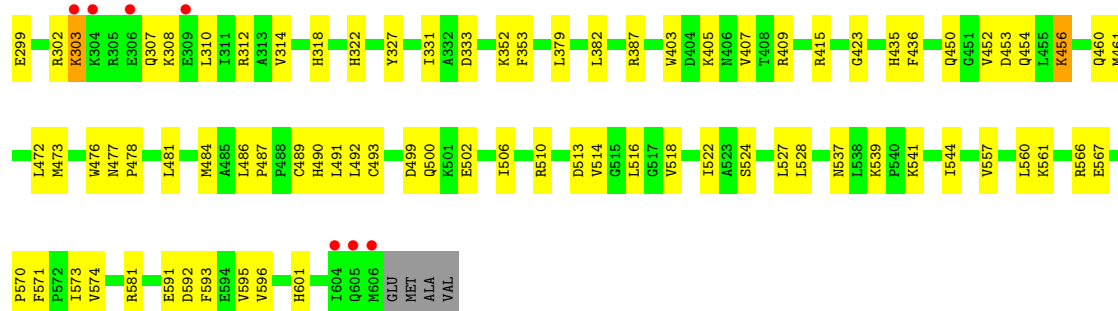 E299 R302 K303 K304 R305 E306 Q307 K308 E309 L310 I311 R312 A313 V314 H318 H322 Y327 I331 A332 D333 K352 F353 L379 L382 R387 W403 D404 K405 N406 V407 T408 R409 R415 G423 H435 F436 Q450 G451 V452 D453 Q454 L455 K456 Q460 M461
L472 M473 W476 N477 P478 L481 M484 A485 L486 P487 P488 C489 H490 L491 L492 C493 D499 Q500 K501 E502 I506 R510 D513 V514 G515 L516 G517 V518 I522 A523 S524 L527 L528 N537 L538 K539 P540 K541 I544 V557 L560 K561 R566 E567
P570 F571 P572 I573 V574 R581 E591 D592 F593 E594 V595 V596 H601 I604 Q605 M606 GLU MET ALA VAL